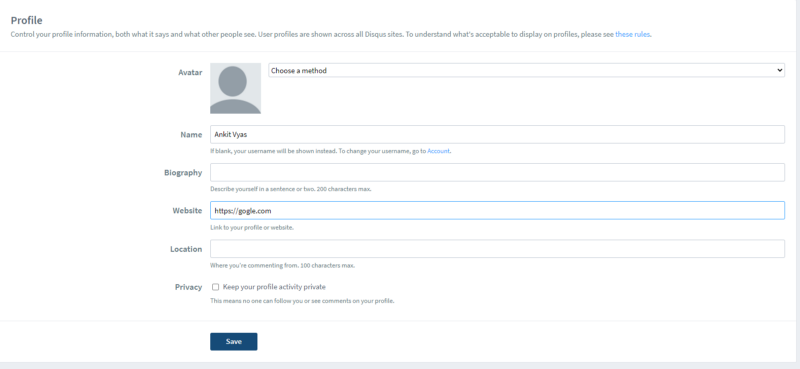 Profile
Control your profile information, both what it says and what other people see. User profiles are shown across all Disqus sites. To understand what's acceptable to display on profiles, please see these rules.
Avatar
Choose a method
Name
Ankit Vyas
If blank, your username will be shown instead. To change your username, go to Account.
Biography
Describe yourself in a sentence or two. 200 characters max.
Website
https://gogle.com
Link to your profile or website.
Location
Where you're commenting from. 100 characters max.
Privacy
Keep your profile activity private
This means no one can follow you or see comments on your profile.
Save